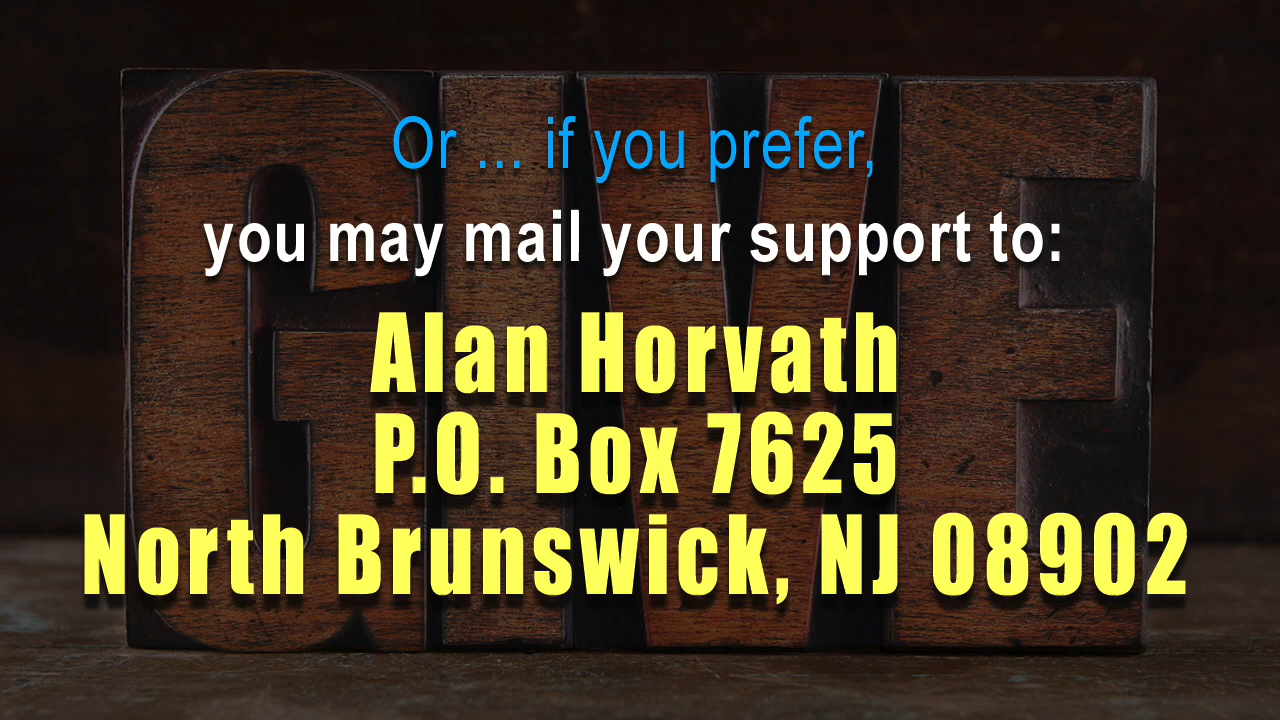 GIVE
Or ... if you prefer,
you may mail your support to:
Alan Horvath
P.O. Box 7625
North Brunswick, NJ 08902